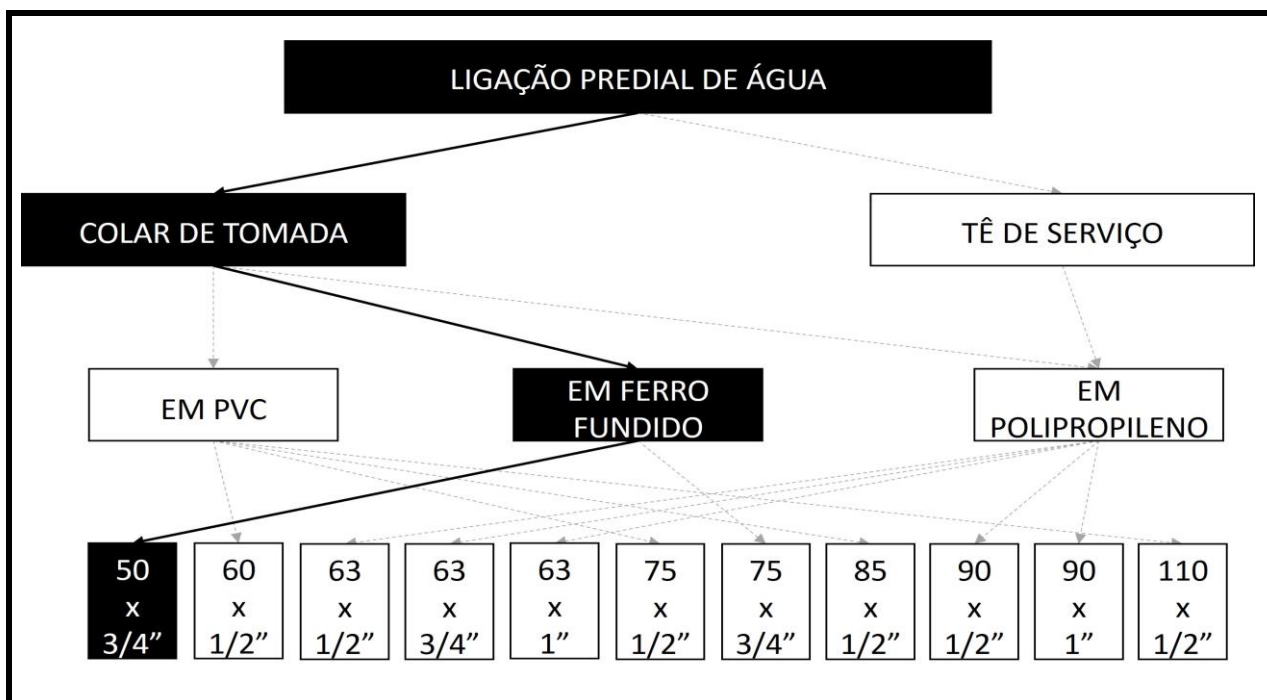 LIGAÇÃO PREDIAL DE ÁGUA
COLAR DE TOMADA
TÊ DE SERVIÇO
EM PVC
EM FERRO
FUNDIDO
EM
POLIPROPILENO
50
x
3/4”
60
x
1/2”
63
x
1/2”
63
x
3/4”
63
x
1”
75
x
1/2”
75
x
3/4”
85
x
1/2”
90
x
1/2”
90
x
1”
110
x
1/2”